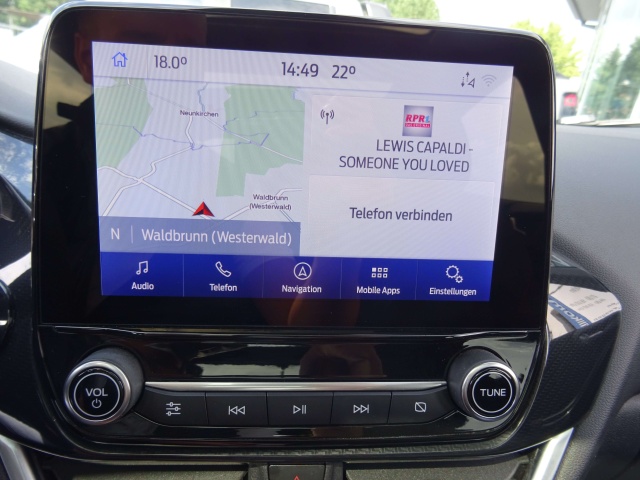 18.0°
14:49 22°
Neunkirchen
Waldbrunn
(Westerwald)
N | Waldbrunn (Westerwald)
RPR1.
LEWIS CAPALDI -
SOMEONE YOU LOVED
Telefon verbinden
Audio
Telefon
Navigation
Mobile Apps
Einstellungen
VOL
TUNE